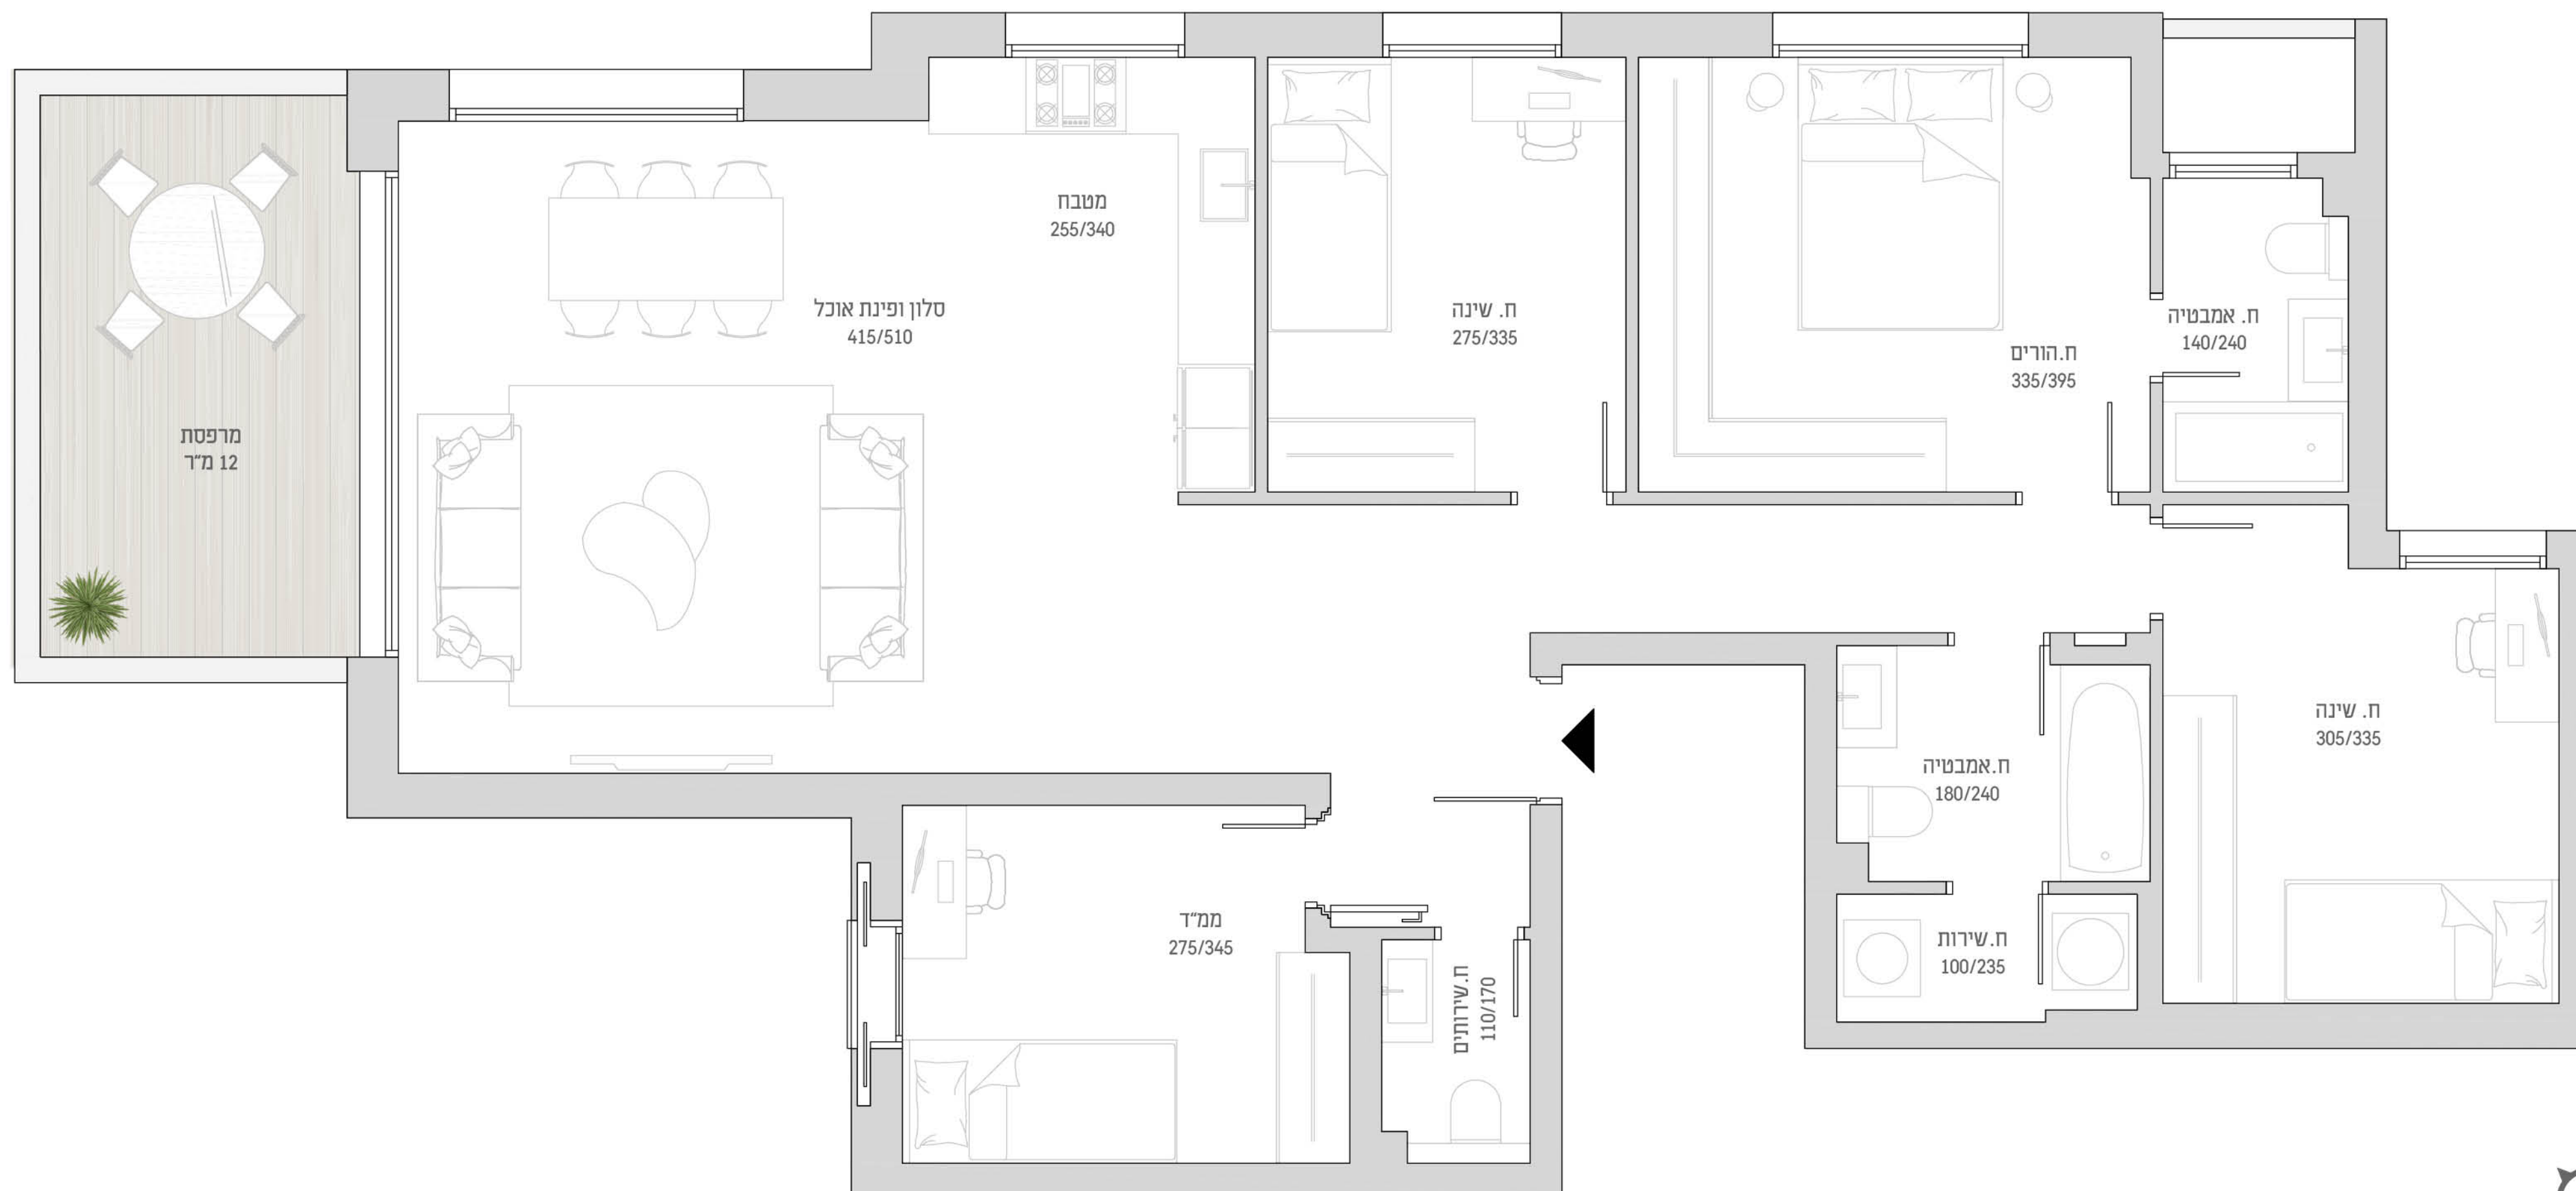 מטבח
255/340
סלון ופינת אוכל
415/510
ח. שינה
275/335
ח.הורים
335/395
ח. אמבטיה
140/240
מרפסת
12 מ״ר
ח. שינה
305/335
ח.אמבטיה
180/240
ח.שירות
100/235
ממ״ד
275/345
ח.שירותים
110/170